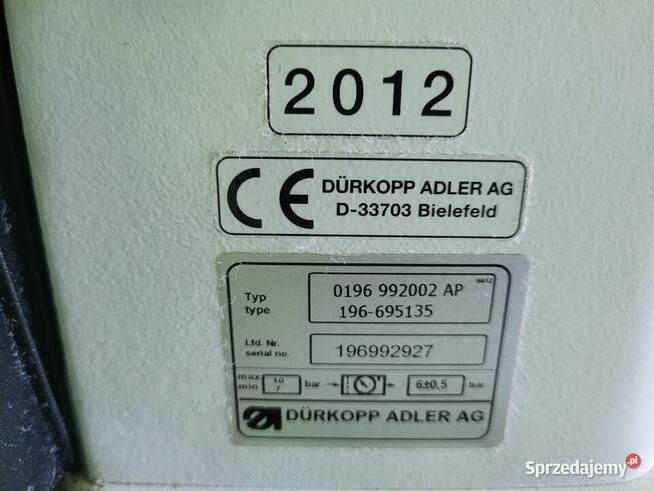 2012
CE DÜRKOPP ADLER AG
D-33703 Bielefeld
Typ 0196 992002 AP 04/12
type 196-695135
Lfd. Nr.
serial no. 196992927
max 10 bar 6±0,5 bar
min 7
DÜRKOPP ADLER AG
Sprzedajemy.pl